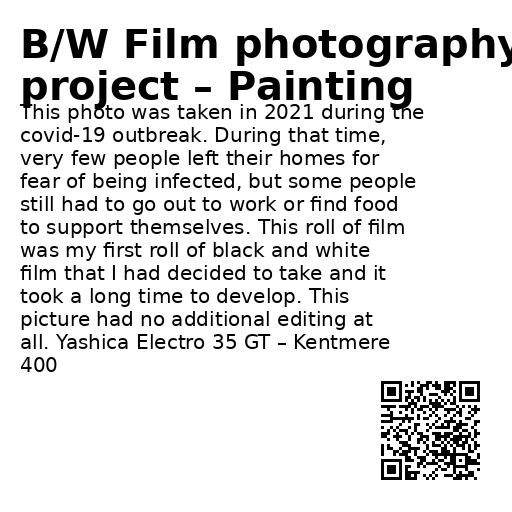 B/W Film photography
project – Painting
This photo was taken in 2021 during the
covid-19 outbreak. During that time,
very few people left their homes for
fear of being infected, but some people
still had to go out to work or find food
to support themselves. This roll of film
was my first roll of black and white
film that I had decided to take and it
took a long time to develop. This
picture had no additional editing at
all. Yashica Electro 35 GT – Kentmere
400